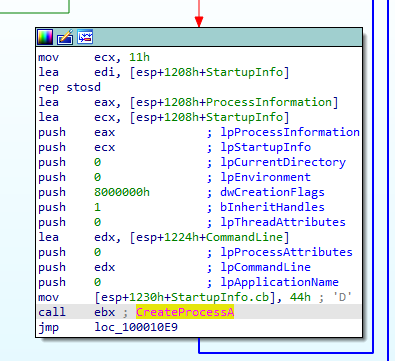 mov ecx, 11h
lea edi, [esp+1208h+StartupInfo]
rep stosd
lea eax, [esp+1208h+ProcessInformation]
lea ecx, [esp+1208h+StartupInfo]
push eax ; lpProcessInformation
push ecx ; lpStartupInfo
push 0 ; lpCurrentDirectory
push 0 ; lpEnvironment
push 8000000h ; dwCreationFlags
push 1 ; bInheritHandles
push 0 ; lpThreadAttributes
lea edx, [esp+1224h+CommandLine]
push 0 ; lpProcessAttributes
push edx ; lpCommandLine
push 0 ; lpApplicationName
mov [esp+1230h+StartupInfo.cb], 44h ; 'D'
call ebx ; CreateProcessA
jmp loc_100010E9